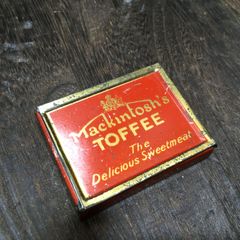 Mackintosh's
TOFFEE
The
Delicious Sweetmeat